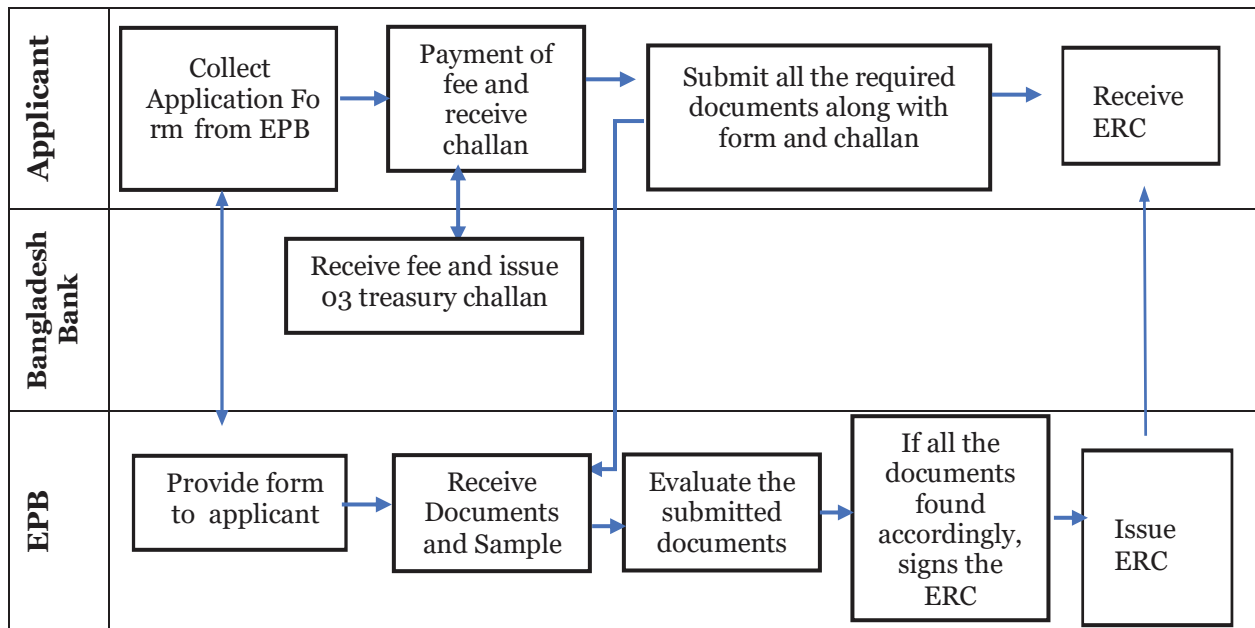 Applicant
Collect
Application Fo
rm from EPB
Payment of
fee and
receive
challan
Submit all the required
documents along with
form and challan
Receive
ERC
Bangladesh
Bank
Receive fee and issue
03 treasury challan
EPB
Provide form
to applicant
Receive
Documents
and Sample
Evaluate the
submitted
documents
If all the
documents
found
accordingly,
signs the
ERC
Issue
ERC